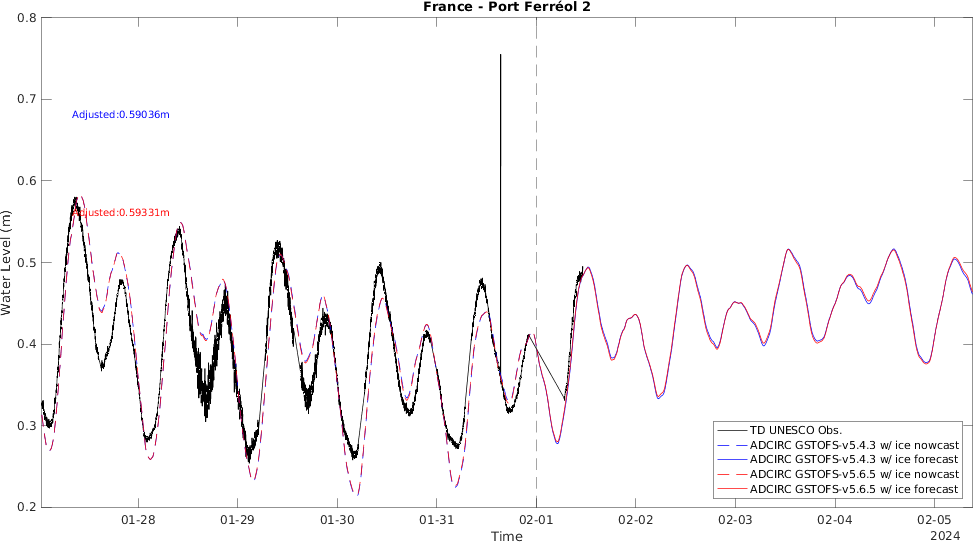 France - Port Ferréol 2
0.8
0.7
0.6
0.5
0.4
0.3
0.2
Water Level (m)
Adjusted:0.59036m
Adjusted:0.59331m
TD UNESCO Obs.
ADCIRC GSTOFS-v5.4.3 w/ ice nowcast
ADCIRC GSTOFS-v5.4.3 w/ ice forecast
ADCIRC GSTOFS-v5.6.5 w/ ice nowcast
ADCIRC GSTOFS-v5.6.5 w/ ice forecast
01-28 01-29 01-30 01-31 02-01 02-02 02-03 02-04 02-05
2024
Time